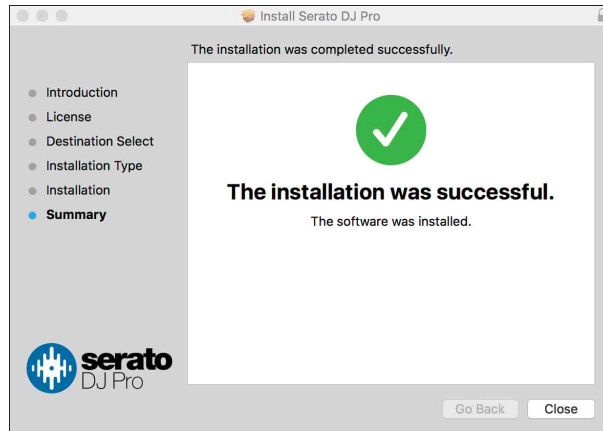 Install Serato DJ Pro
The installation was completed successfully.
Introduction
License
Destination Select
Installation Type
Installation
Summary
The installation was successful.
The software was installed.
serato
DJ Pro
Go Back
Close